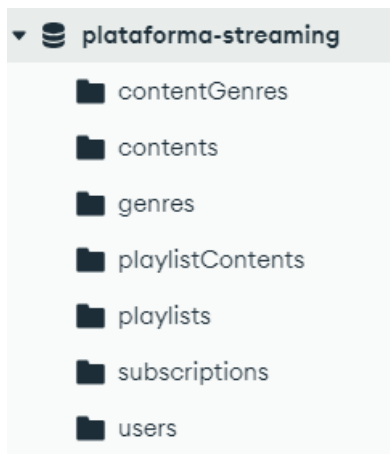 plataforma-streaming
contentGenres
contents
genres
playlistContents
playlists
subscriptions
users